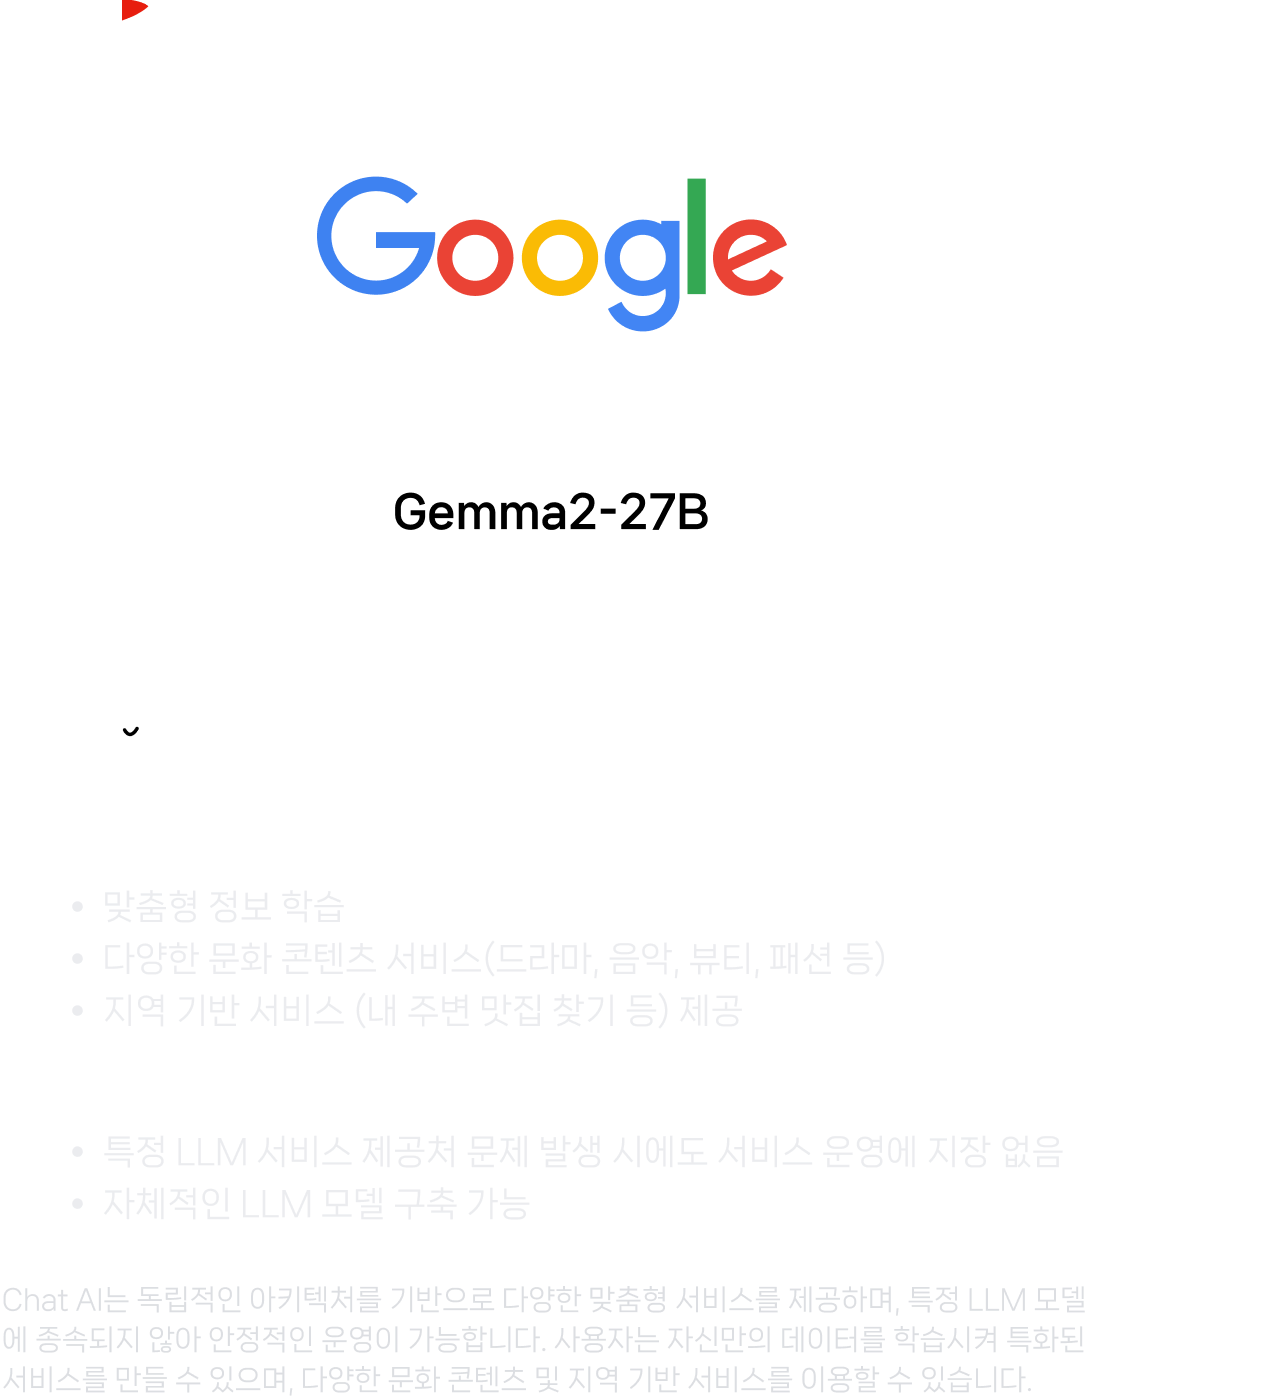 Google
Gemma2-27B
• 맞춤형 정보 학습
• 다양한 문화 콘텐츠 서비스(드라마, 음악, 뷰티, 패션 등)
• 지역 기반 서비스 (내 주변 맛집 찾기 등) 제공
• 특정 LLM 서비스 제공처 문제 발생 시에도 서비스 운영에 지장 없음
• 자체적인 LLM 모델 구축 가능
Chat AI는 독립적인 아키텍처를 기반으로 다양한 맞춤형 서비스를 제공하며, 특정 LLM 모델
에 종속되지 않아 안정적인 운영이 가능합니다. 사용자는 자신만의 데이터를 학습시켜 특화된
서비스를 만들 수 있으며, 다양한 문화 콘텐츠 및 지역 기반 서비스를 이용할 수 있습니다.